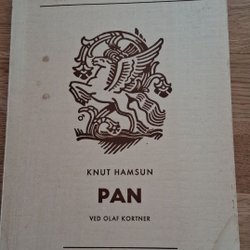 KNUT HAMSUN
PAN
VED OLAF KORTNER